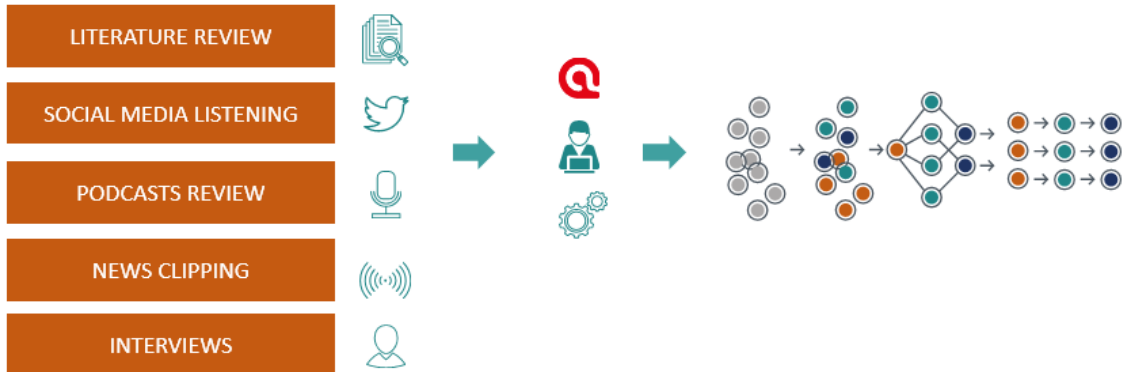 LITERATURE REVIEW
SOCIAL MEDIA LISTENING
PODCASTS REVIEW
NEWS CLIPPING
INTERVIEWS